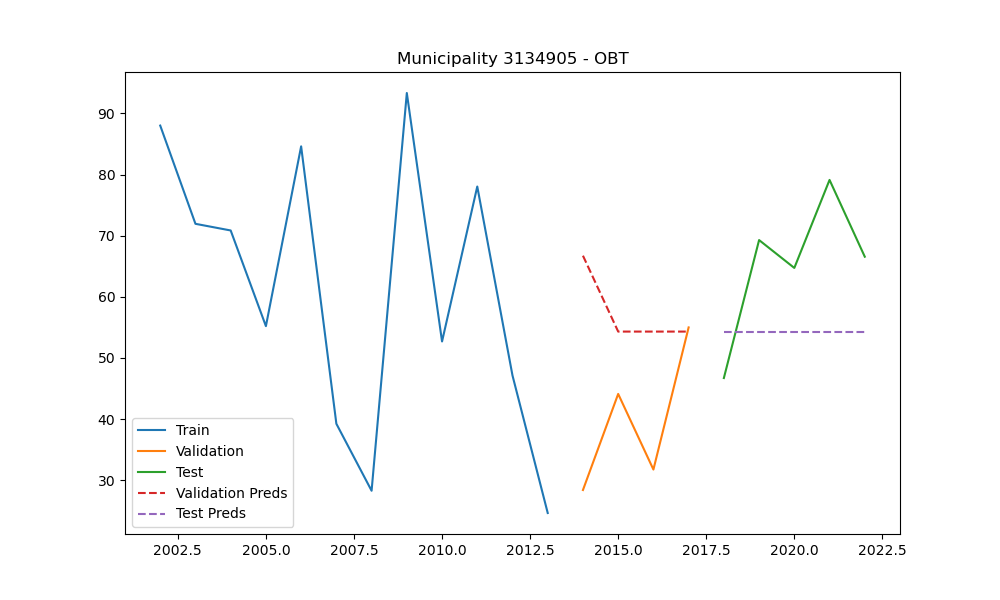 Municipality 3134905 - OBT
90
80
70
60
50
40
30
Train
Validation
Test
Validation Preds
Test Preds
2002.5 2005.0 2007.5 2010.0 2012.5 2015.0 2017.5 2020.0 2022.5